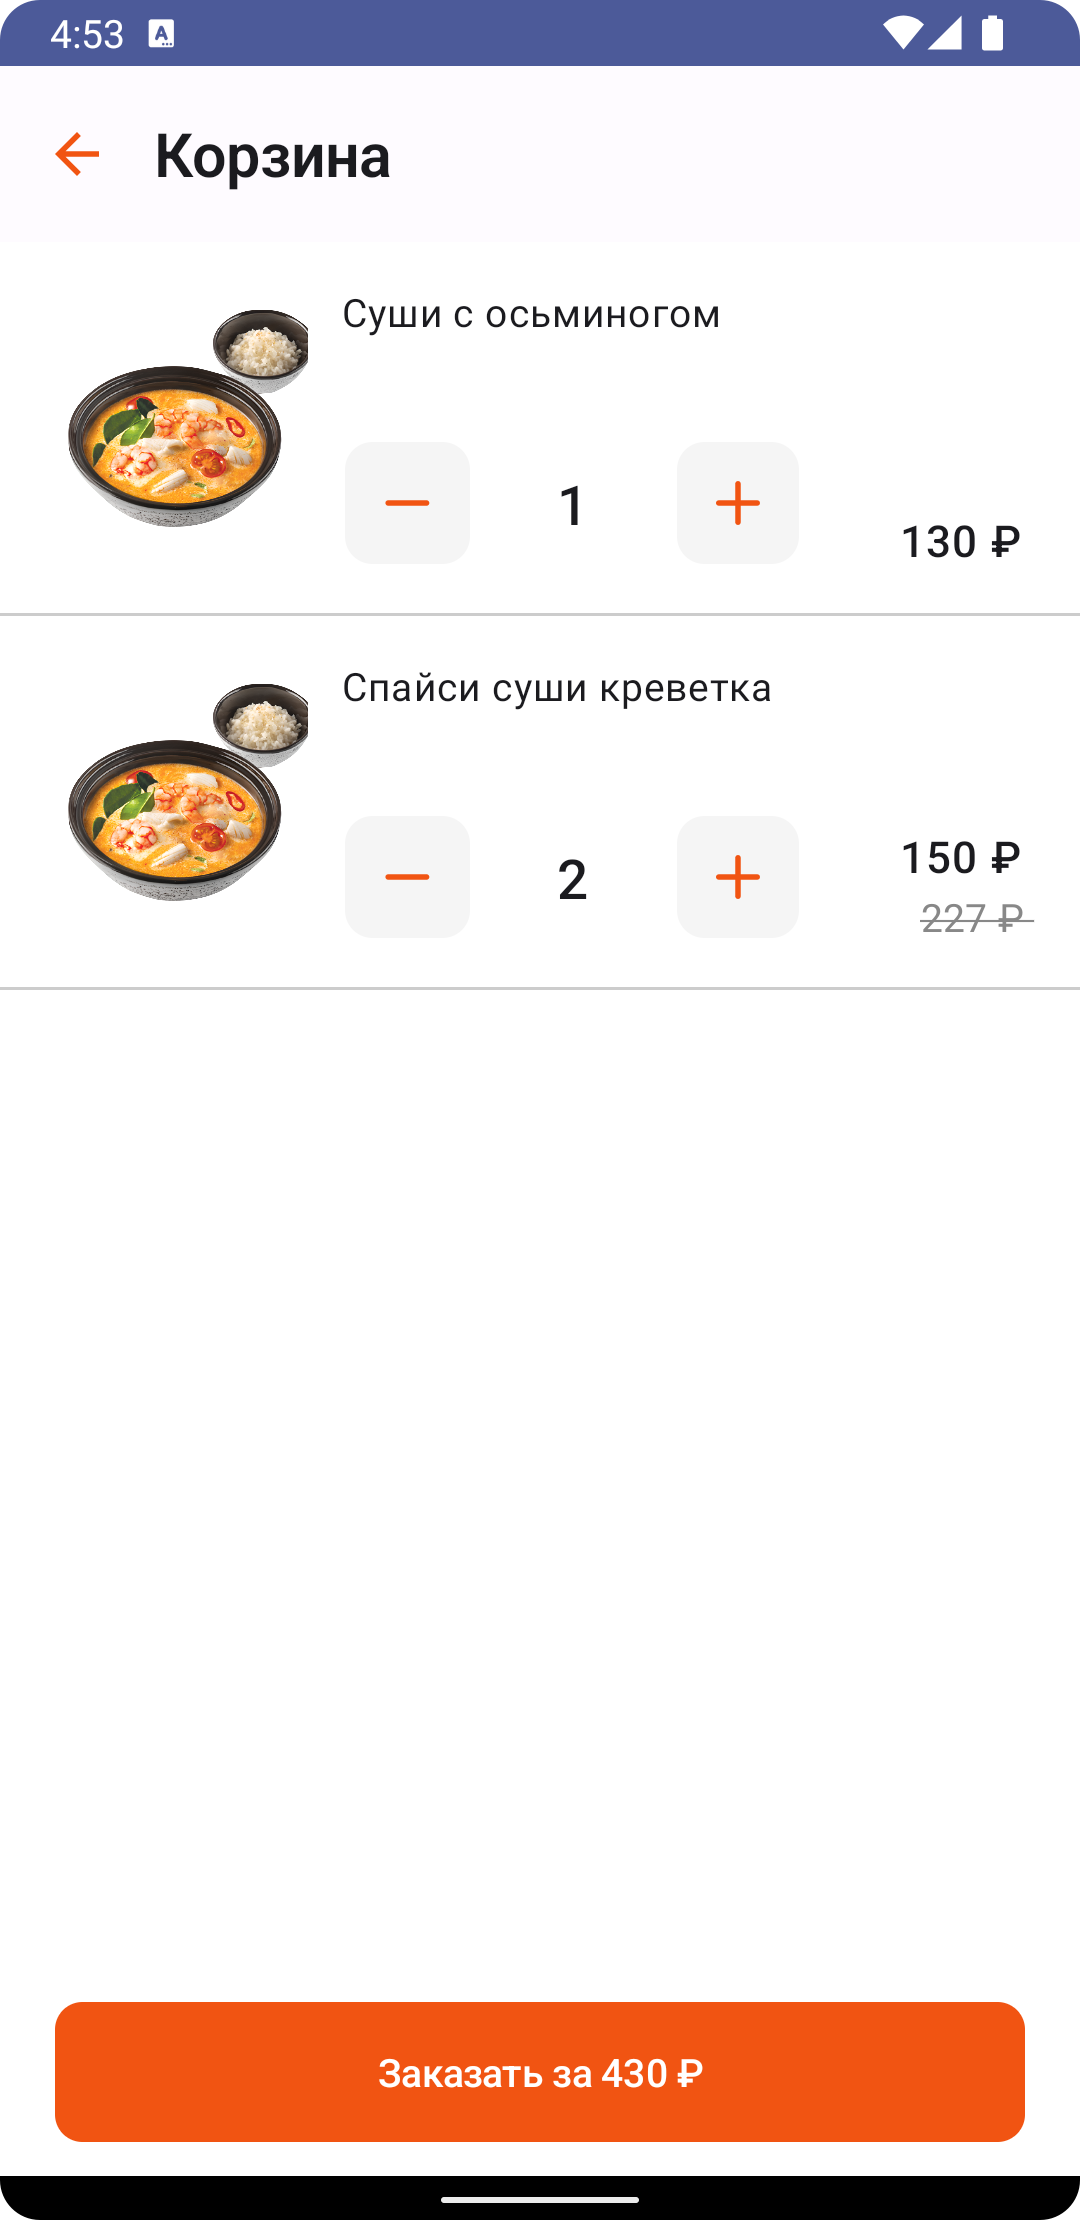 4:53
Корзина
Суши с осьминогом
1
130 ₽
Спайси суши креветка
2
150 ₽
227 ₽
Заказать за 430 ₽